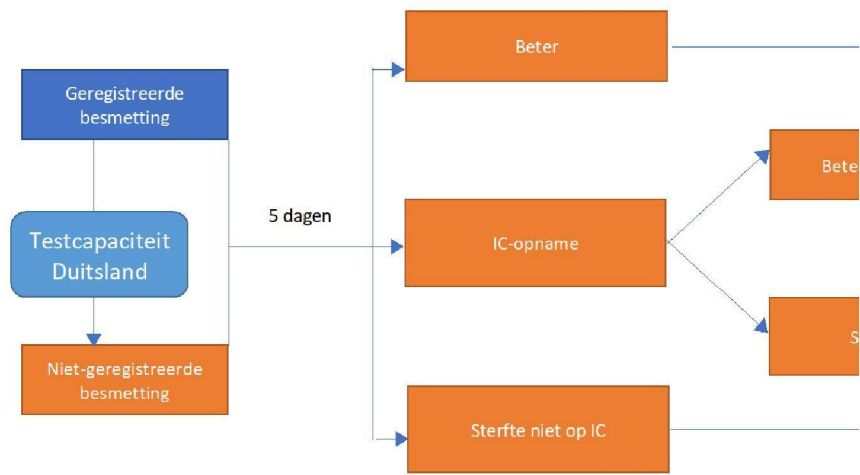 Geregistreerde
besmetting
Testcapaciteit
Duitsland
Niet-geregistreerde
besmetting
5 dagen
Beter
IC-opname
Sterfte niet op IC